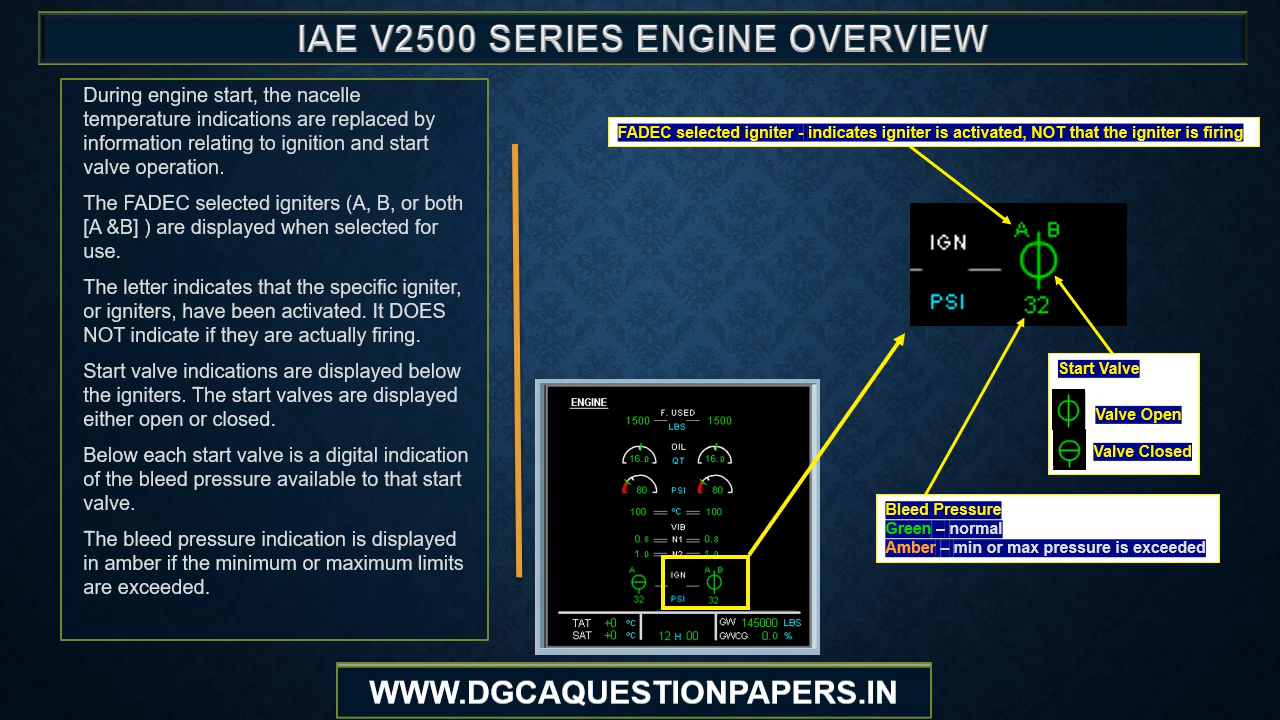 IAE V2500 SERIES ENGINE OVERVIEW
During engine start, the nacelle
temperature indications are replaced by
information relating to ignition and start
valve operation.
The FADEC selected igniters (A, B, or both
[A &B] ) are displayed when selected for
use.
The letter indicates that the specific igniter,
or igniters, have been activated. It DOES
NOT indicate if they are actually firing.
Start valve indications are displayed below
the igniters. The start valves are displayed
either open or closed.
Below each start valve is a digital indication
of the bleed pressure available to that start
valve.
The bleed pressure indication is displayed
in amber if the minimum or maximum limits
are exceeded.
FADEC selected igniter - indicates igniter is activated, NOT that the igniter is firing
A B
IGN
PSI 32
Start Valve
Valve Open
Valve Closed
Bleed Pressure
Green – normal
Amber – min or max pressure is exceeded
ENGINE
F. USED
1500 1500
LBS
OIL
16.0 QT 16.0
80 PSI 80
100 °C 100
VIB
0.8 N1 0.8
1.0 N2 1.0
A IGN A B
32 PSI 32
TAT +0 °C GW 145000 LBS
SAT +0 °C 12 H 00 GWCG 0.0 %
WWW.DGCAQUESTIONPAPERS.IN